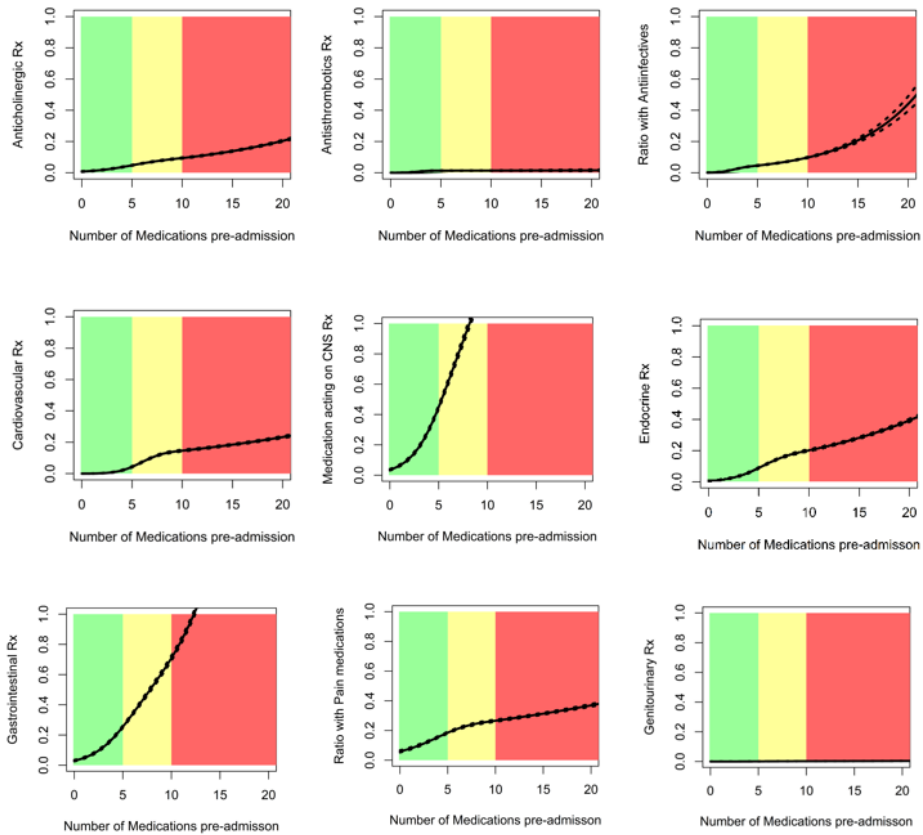 Anticholinergic Rx
0.0 0.2 0.4 0.6 0.8 1.0
0 5 10 15 20
Number of Medications pre-admission
Antisthrombotics Rx
0.0 0.2 0.4 0.6 0.8 1.0
0 5 10 15 20
Number of Medications pre-admission
Ratio with Antiinfectives
0.0 0.2 0.4 0.6 0.8 1.0
0 5 10 15 20
Number of Medications pre-admission
Cardiovascular Rx
0.0 0.2 0.4 0.6 0.8 1.0
0 5 10 15 20
Number of Medications pre-admission
Medication acting on CNS Rx
0.0 0.2 0.4 0.6 0.8 1.0
0 5 10 15 20
Number of Medications pre-admission
Endocrine Rx
0.0 0.2 0.4 0.6 0.8 1.0
0 5 10 15 20
Number of Medications pre-admisson
Gastrointestinal Rx
0.0 0.2 0.4 0.6 0.8 1.0
0 5 10 15 20
Number of Medications pre-admisson
Ratio with Pain medications
0.0 0.2 0.4 0.6 0.8 1.0
0 5 10 15 20
Number of Medications pre-admisson
Genitourinary Rx
0.0 0.2 0.4 0.6 0.8 1.0
0 5 10 15 20
Number of Medications pre-admisson